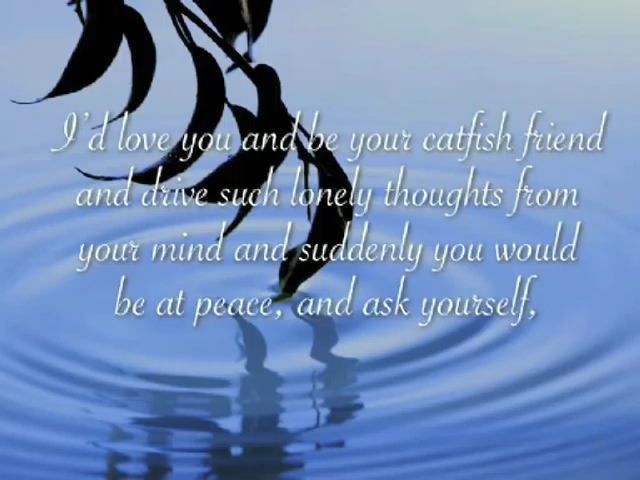 I'd love you and be your catfish friend
and drive such lonely thoughts from
your mind and suddenly you would
be at peace, and ask yourself,